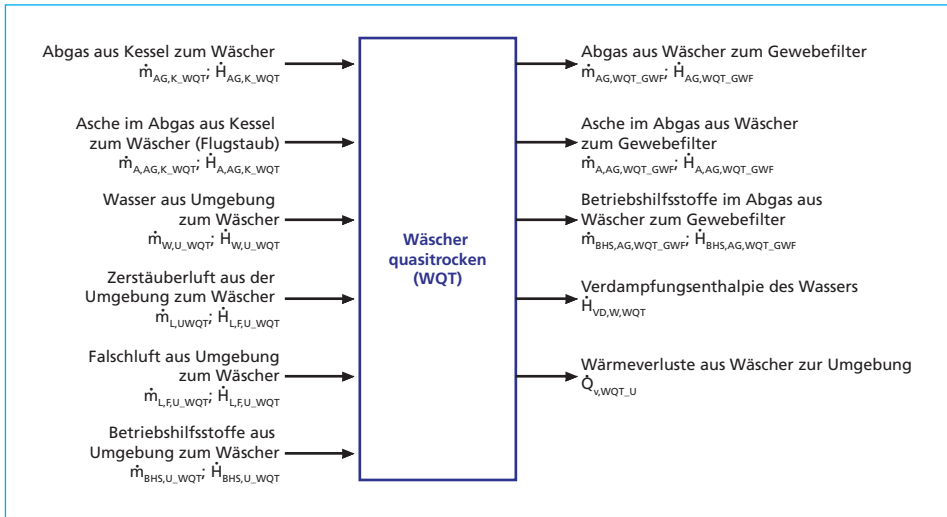 Abgas aus Kessel zum Wäscher
ṁAG,K_WQT; ḢAG,K_WQT
Asche im Abgas aus Kessel
zum Wäscher (Flugstaub)
ṁA,AG,K_WQT; ḢA,AG,K_WQT
Wasser aus Umgebung
zum Wäscher
ṁW,U_WQT; ḢW,U_WQT
Zerstäuberluft aus der
Umgebung zum Wäscher
ṁL,UWQT; ḢL,F,U_WQT
Falschluft aus Umgebung
zum Wäscher
ṁL,F,U_WQT; ḢL,F,U_WQT
Betriebshilfsstoffe aus
Umgebung zum Wäscher
ṁBHS,U_WQT; ḢBHS,U_WQT
Wäscher
quasitrocken
(WQT)
Abgas aus Wäscher zum Gewebefilter
ṁAG,WQT_GWF; ḢAG,WQT_GWF
Asche im Abgas aus Wäscher
zum Gewebefilter
ṁA,AG,WQT_GWF; ḢA,AG,WQT_GWF
Betriebshilfsstoffe im Abgas aus
Wäscher zum Gewebefilter
ṁBHS,AG,WQT_GWF; ḢBHS,AG,WQT_GWF
Verdampfungsenthalpie des Wassers
ḢVD,W,WQT
Wärmeverluste aus Wäscher zur Umgebung
Q̇v,WQT_U